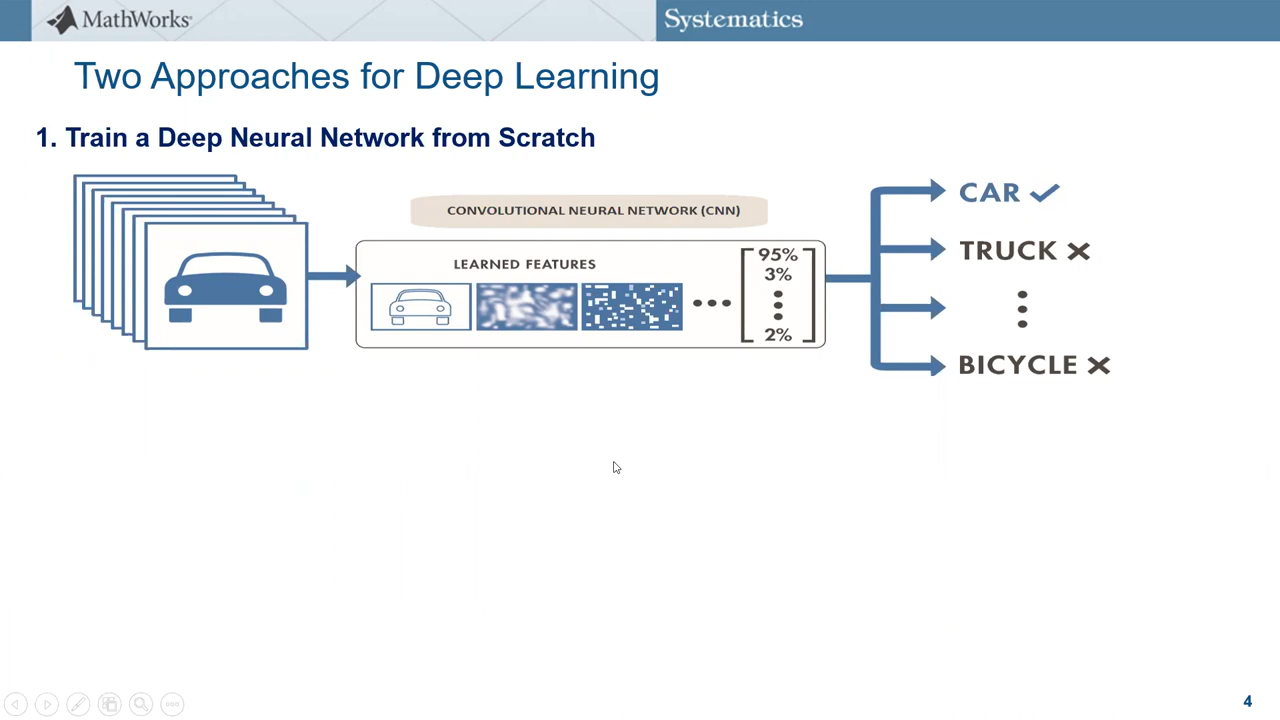 MathWorks®
Systematics
Two Approaches for Deep Learning
1. Train a Deep Neural Network from Scratch
CONVOLUTIONAL NEURAL NETWORK (CNN)
LEARNED FEATURES
95%
3%
2%
CAR
TRUCK
BICYCLE
4